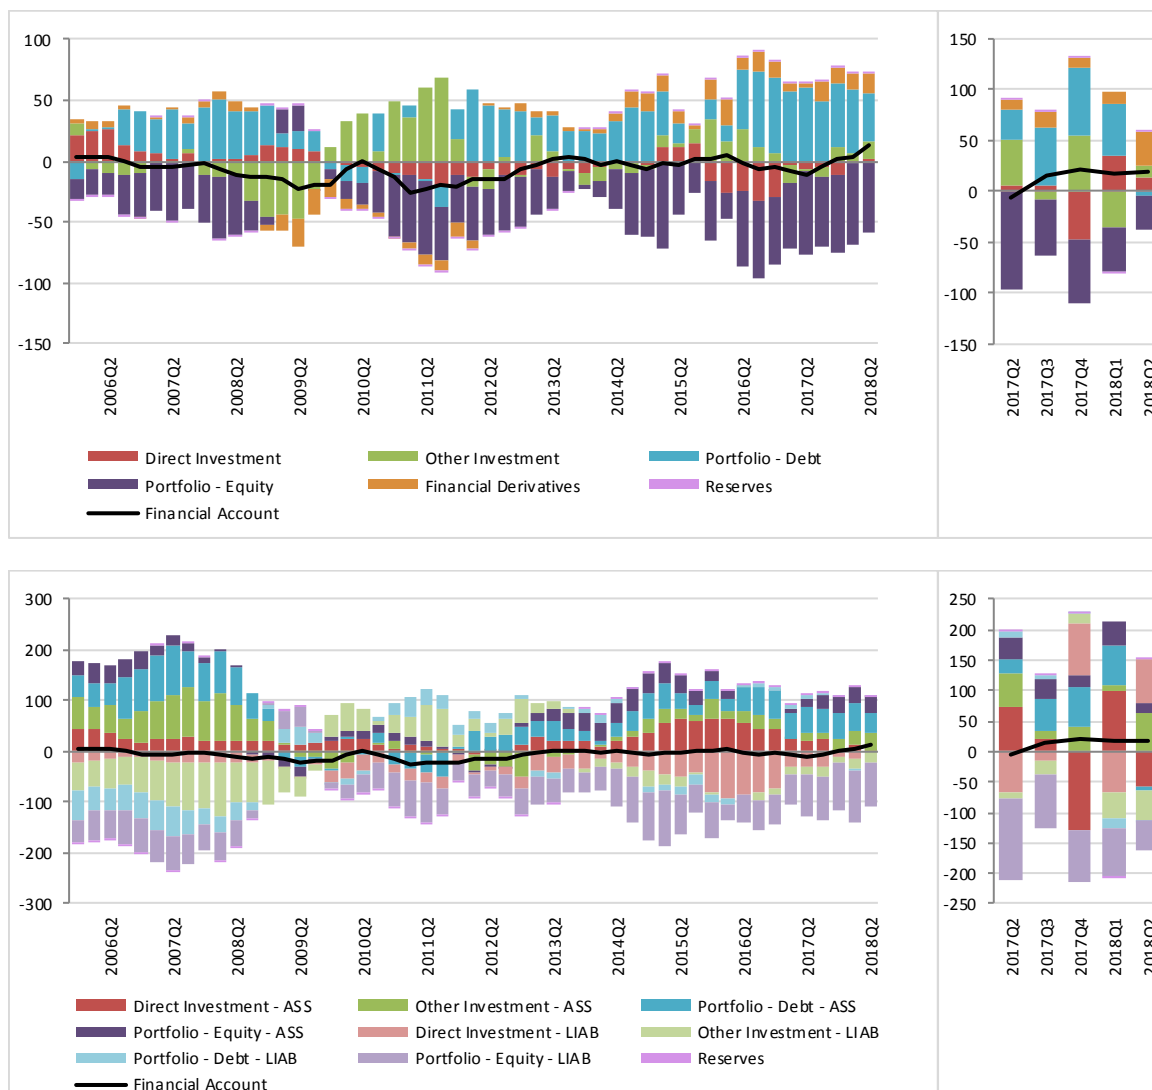 100
50
0
-50
-100
-150
2006Q2
2007Q2
2008Q2
2009Q2
2010Q2
2011Q2
2012Q2
2013Q2
2014Q2
2015Q2
2016Q2
2017Q2
2018Q2
Direct Investment
Other Investment
Portfolio - Debt
Portfolio - Equity
Financial Derivatives
Reserves
Financial Account
150
100
50
0
-50
-100
-150
2017Q2
2017Q3
2017Q4
2018Q1
2018Q2
300
200
100
0
-100
-200
-300
2006Q2
2007Q2
2008Q2
2009Q2
2010Q2
2011Q2
2012Q2
2013Q2
2014Q2
2015Q2
2016Q2
2017Q2
2018Q2
Direct Investment - ASS
Other Investment - ASS
Portfolio - Debt - ASS
Portfolio - Equity - ASS
Direct Investment - LIAB
Other Investment - LIAB
Portfolio - Debt - LIAB
Portfolio - Equity - LIAB
Reserves
Financial Account
250
200
150
100
50
0
-50
-100
-150
-200
-250
2017Q2
2017Q3
2017Q4
2018Q1
2018Q2